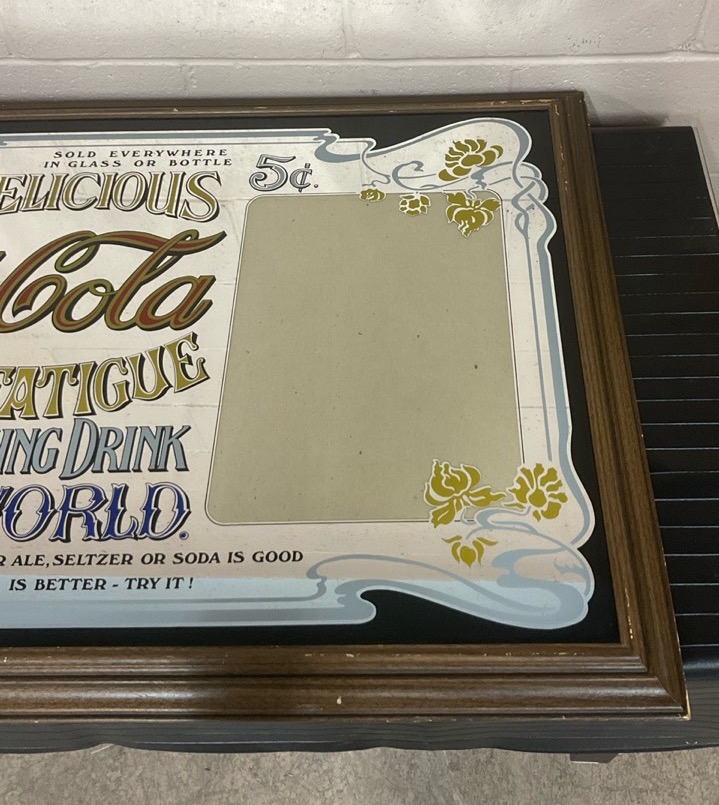 SOLD EVERYWHERE
IN GLASS OR BOTTLE
5¢.
ELICIOUS
Cola
FATIGUE
ING DRINK
WORLD.
R ALE, SELTZER OR SODA IS GOOD
IS BETTER - TRY IT!